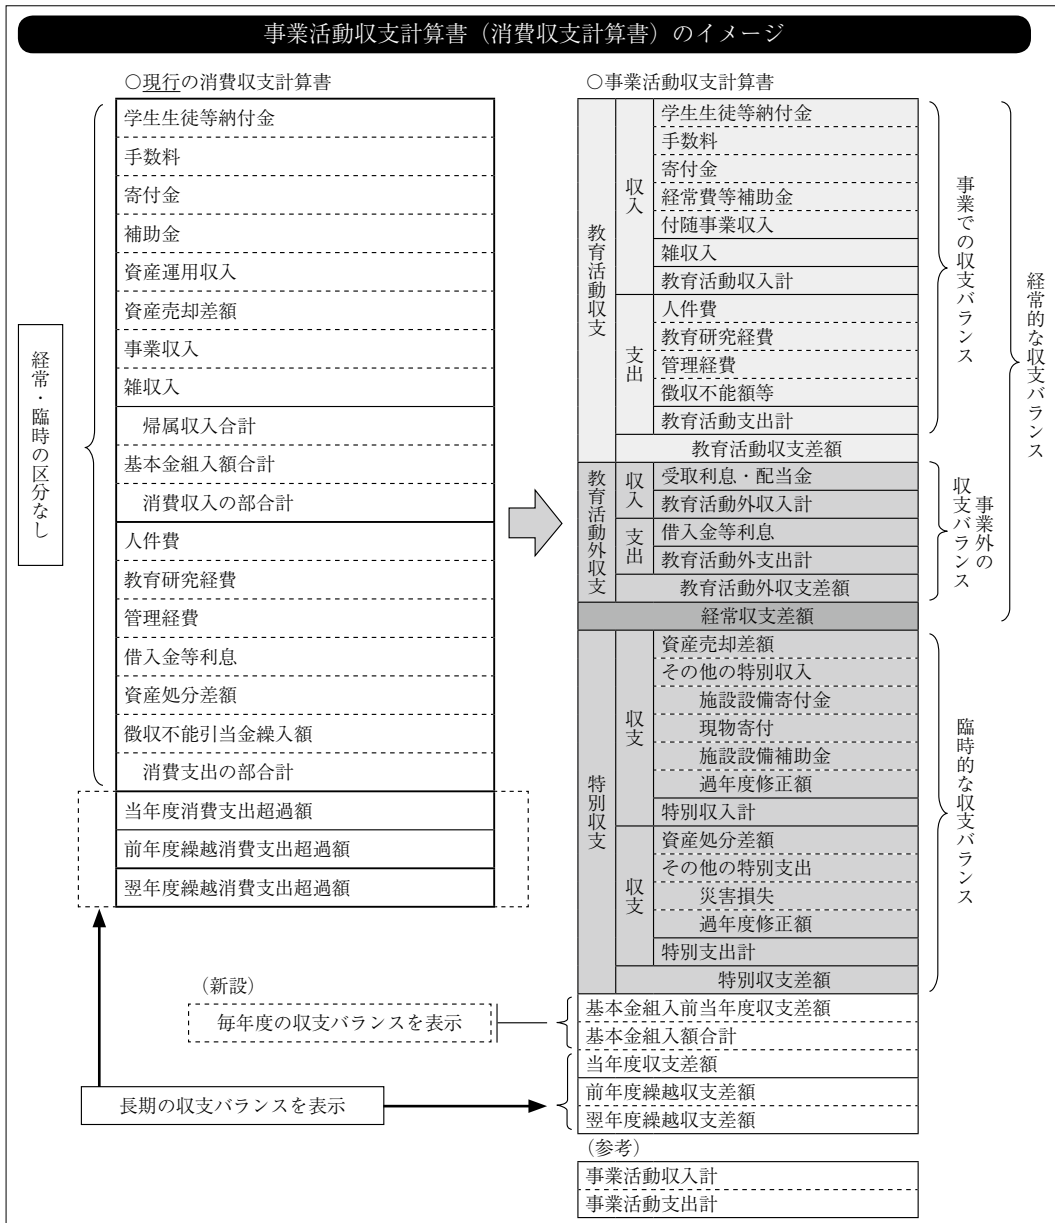 事業活動収支計算書（消費収支計算書）のイメージ
○現行の消費収支計算書
経常・臨時の区分なし
学生生徒等納付金
手数料
寄付金
補助金
資産運用収入
資産売却差額
事業収入
雑収入
帰属収入合計
基本金組入額合計
消費収入の部合計
人件費
教育研究経費
管理経費
借入金等利息
資産処分差額
徴収不能引当金繰入額
消費支出の部合計
当年度消費支出超過額
前年度繰越消費支出超過額
翌年度繰越消費支出超過額
（新設）
毎年度の収支バランスを表示
長期の収支バランスを表示
○事業活動収支計算書
教育活動収支
収入
学生生徒等納付金
手数料
寄付金
経常費等補助金
付随事業収入
雑収入
教育活動収入計
支出
人件費
教育研究経費
管理経費
徴収不能額等
教育活動支出計
教育活動収支差額
教育活動外収支
収入
受取利息・配当金
教育活動外収入計
支出
借入金等利息
教育活動外支出計
教育活動外収支差額
経常収支差額
特別収支
収支
資産売却差額
その他の特別収入
施設設備寄付金
現物寄付
施設設備補助金
過年度修正額
特別収入計
収支
資産処分差額
その他の特別支出
災害損失
過年度修正額
特別支出計
特別収支差額
基本金組入前当年度収支差額
基本金組入額合計
当年度収支差額
前年度繰越収支差額
翌年度繰越収支差額
（参考）
事業活動収入計
事業活動支出計
事業での収支バランス
事業外の
収支バランス
経常的な収支バランス
臨時的な収支バランス